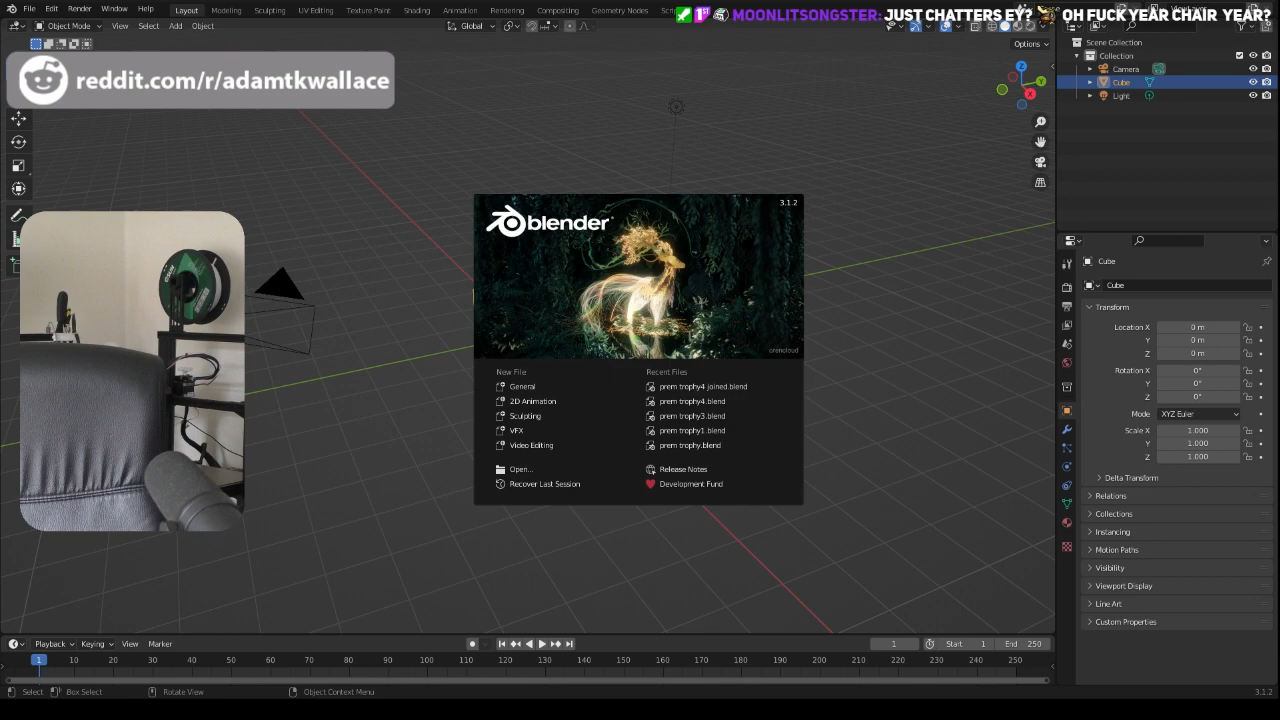 File Edit Render Window Help Layout Modeling Sculpting UV Editing Texture Paint Shading Animation Rendering Compositing Geometry Nodes
MOONLITSONGSTER: JUST CHATTERS EY? OH FUCK YEAR CHAIR YEAR?
Object Mode View Select Add Object Global
Options
reddit.com/r/adamtkwallace
Scene Collection
Collection
Camera
Cube
Light
blender
3.1.2
orencloud
New File
General
2D Animation
Sculpting
VFX
Video Editing
Open...
Recover Last Session
Recent Files
prem trophy4 joined.blend
prem trophy4.blend
prem trophy3.blend
prem trophy1.blend
prem trophy.blend
Release Notes
Development Fund
Cube
Cube
Transform
Location X 0 m
Y 0 m
Z 0 m
Rotation X 0°
Y 0°
Z 0°
Mode XYZ Euler
Scale X 1.000
Y 1.000
Z 1.000
Delta Transform
Relations
Collections
Instancing
Motion Paths
Visibility
Viewport Display
Line Art
Custom Properties
Playback Keying View Marker 1 Start 1 End 250
1 10 20 30 40 50 60 70 80 90 100 110 120 130 140 150 160 170 180 190 200 210 220 230 240 250
Select Box Select Rotate View Object Context Menu 3.1.2